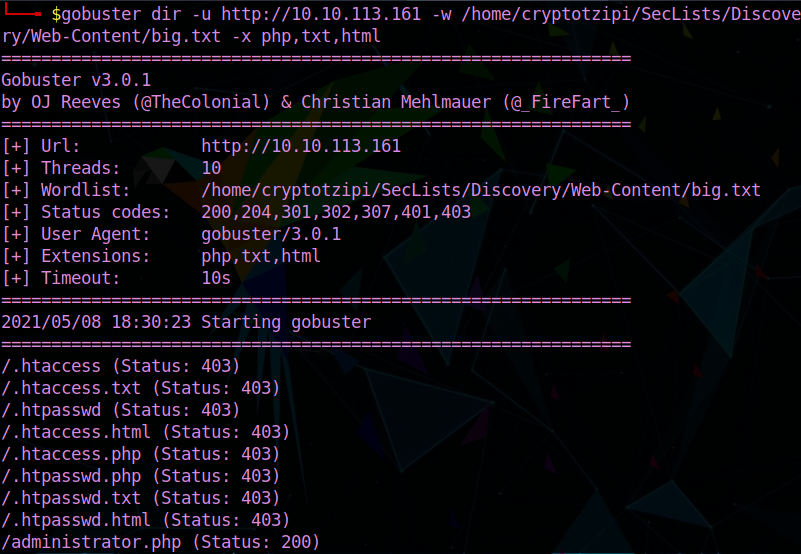 $gobuster dir -u http://10.10.113.161 -w /home/cryptotzipi/SecLists/Discove
ry/Web-Content/big.txt -x php,txt,html
===============================================================
Gobuster v3.0.1
by OJ Reeves (@TheColonial) & Christian Mehlmauer (@_FireFart_)
===============================================================
[+] Url:            http://10.10.113.161
[+] Threads:        10
[+] Wordlist:       /home/cryptotzipi/SecLists/Discovery/Web-Content/big.txt
[+] Status codes:   200,204,301,302,307,401,403
[+] User Agent:     gobuster/3.0.1
[+] Extensions:     php,txt,html
[+] Timeout:        10s
===============================================================
2021/05/08 18:30:23 Starting gobuster
===============================================================
/.htaccess (Status: 403)
/.htaccess.txt (Status: 403)
/.htpasswd (Status: 403)
/.htaccess.html (Status: 403)
/.htaccess.php (Status: 403)
/.htpasswd.php (Status: 403)
/.htpasswd.txt (Status: 403)
/.htpasswd.html (Status: 403)
/administrator.php (Status: 200)